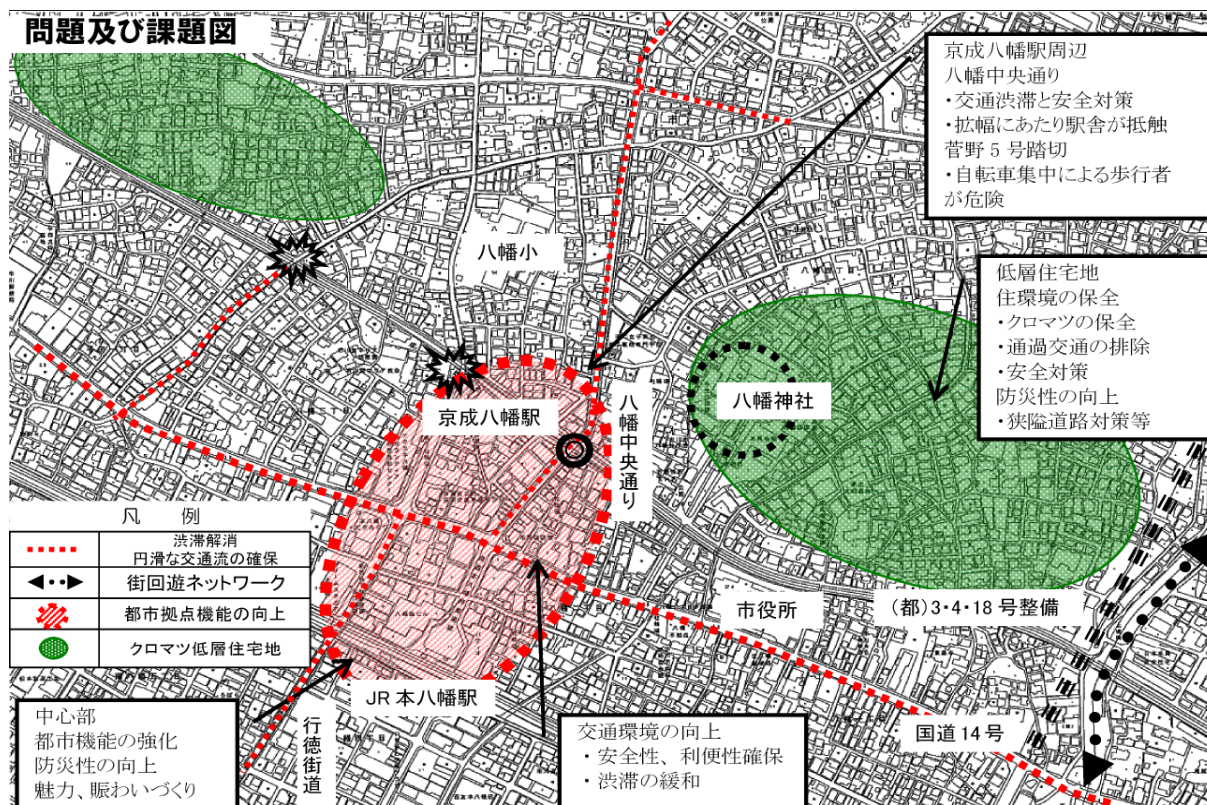 問題及び課題図
京成八幡駅周辺
八幡中央通り
・交通渋滞と安全対策
・拡幅にあたり駅舎が抵触
菅野5号踏切
・自転車集中による歩行者
が危険
八幡小
低層住宅地
住環境の保全
・クロマツの保全
・通過交通の排除
・安全対策
防災性の向上
・狭隘道路対策等
京成八幡駅
八幡中央通り
八幡神社
凡 例
渋滞解消
円滑な交通流の確保
街回遊ネットワーク
都市拠点機能の向上
クロマツ低層住宅地
市役所
(都)3・4・18号整備
JR本八幡駅
行徳街道
国道14号
中心部
都市機能の強化
防災性の向上
魅力、賑わいづくり
交通環境の向上
・安全性、利便性確保
・渋滞の緩和